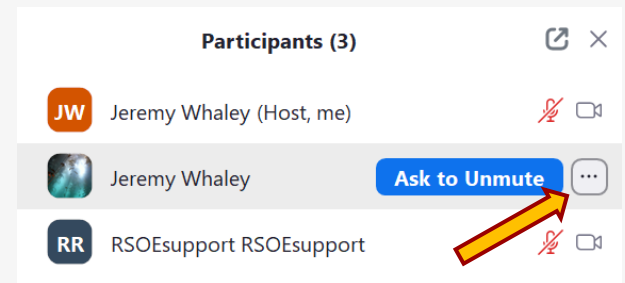 Participants (3)
JW Jeremy Whaley (Host, me)
Jeremy Whaley Ask to Unmute ...
RR RSOEsupport RSOEsupport